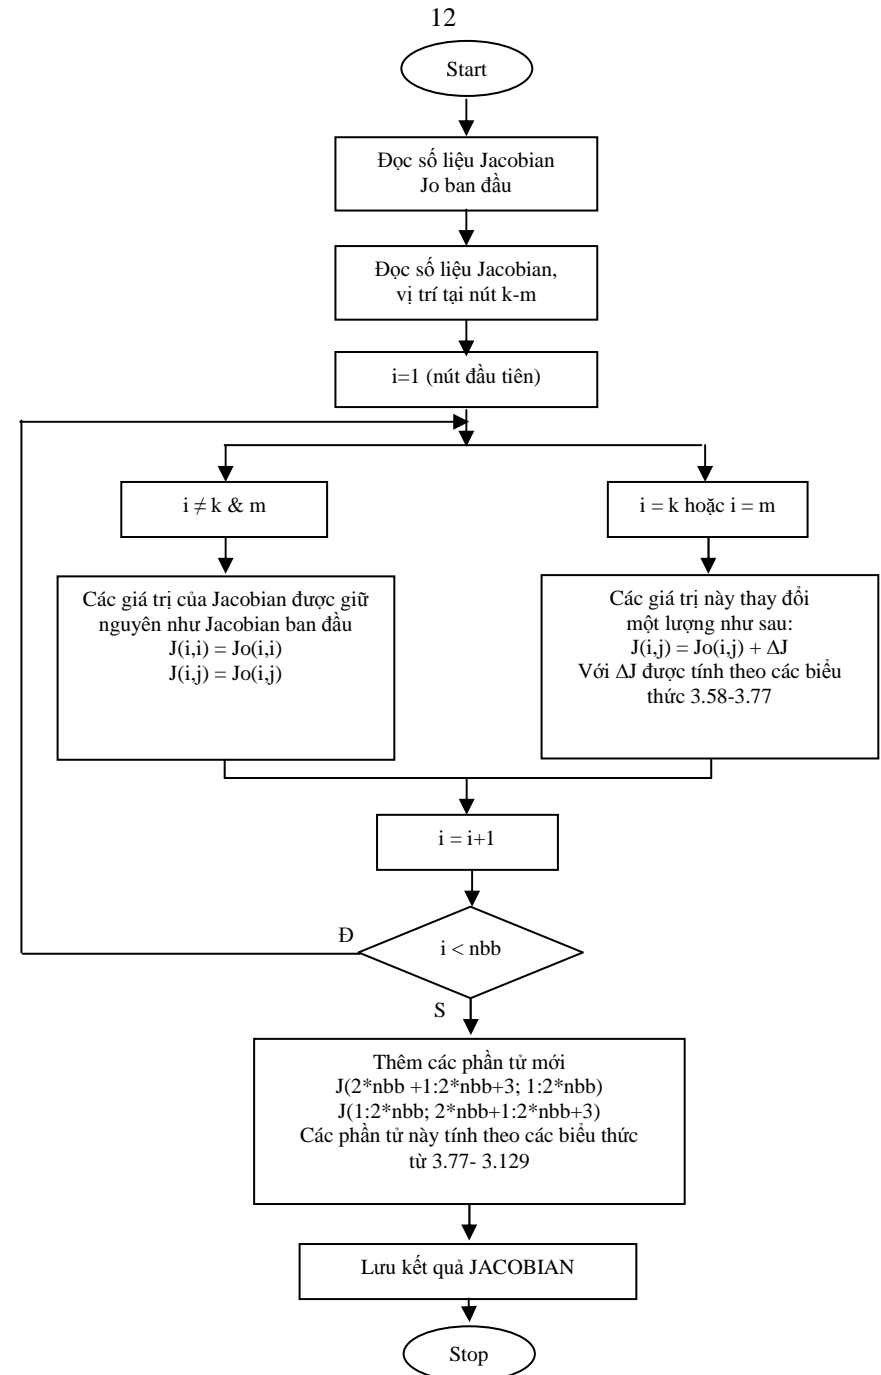 12
Start
Đọc số liệu Jacobian
Jo ban đầu
Đọc số liệu Jacobian,
vị trí tại nút k-m
i=1 (nút đầu tiên)
i ≠ k & m
i = k hoặc i = m
Các giá trị của Jacobian được giữ
nguyên như Jacobian ban đầu
J(i,i) = Jo(i,i)
J(i,j) = Jo(i,j)
Các giá trị này thay đổi
một lượng như sau:
J(i,j) = Jo(i,j) + ΔJ
Với ΔJ được tính theo các biểu
thức 3.58-3.77
i = i+1
Đ
i < nbb
S
Thêm các phần tử mới
J(2*nbb +1:2*nbb+3; 1:2*nbb)
J(1:2*nbb; 2*nbb+1:2*nbb+3)
Các phần tử này tính theo các biểu thức
từ 3.77- 3.129
Lưu kết quả JACOBIAN
Stop